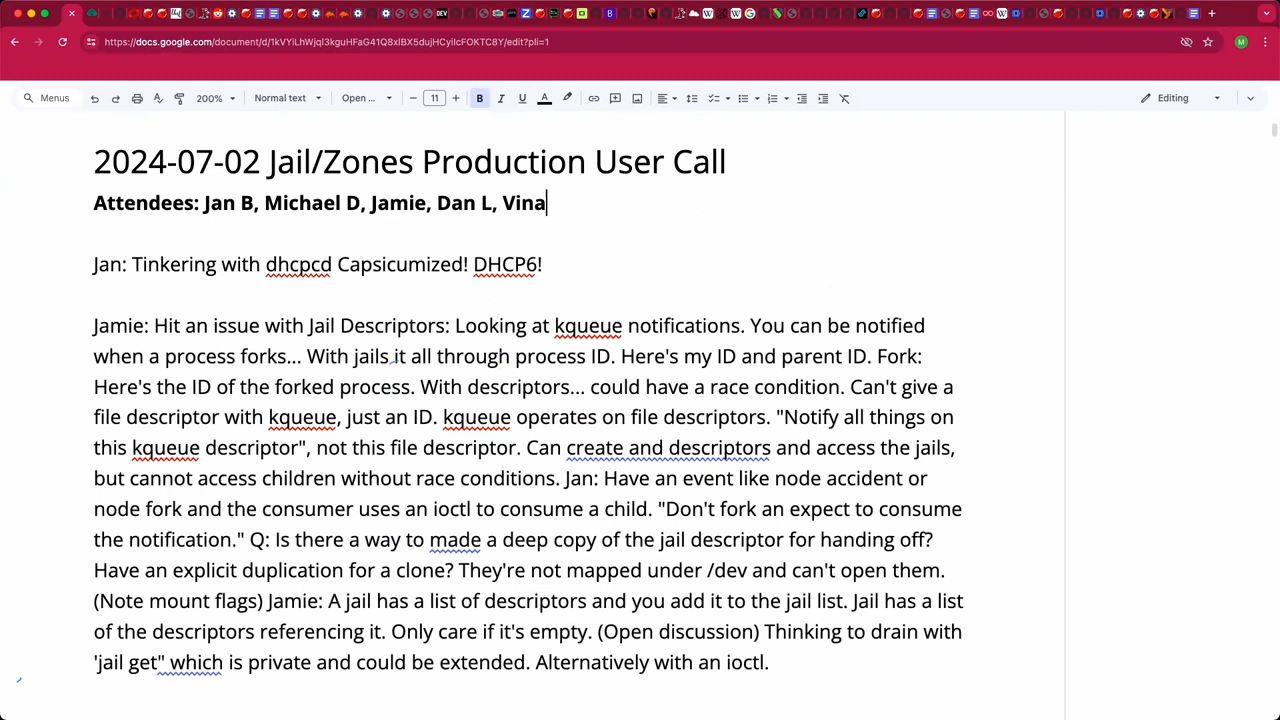 https://docs.google.com/document/d/1kVYiLhWjqI3kguHFaG41Q8xlBX5dujHCyiIcFOKTC8Y/edit?pli=1
Menus 200% Normal text Open ... 11 B I U A Editing
2024-07-02 Jail/Zones Production User Call
Attendees: Jan B, Michael D, Jamie, Dan L, Vina
Jan: Tinkering with dhcpcd Capsicumized! DHCP6!
Jamie: Hit an issue with Jail Descriptors: Looking at kqueue notifications. You can be notified
when a process forks... With jails it all through process ID. Here's my ID and parent ID. Fork:
Here's the ID of the forked process. With descriptors... could have a race condition. Can't give a
file descriptor with kqueue, just an ID. kqueue operates on file descriptors. "Notify all things on
this kqueue descriptor", not this file descriptor. Can create and descriptors and access the jails,
but cannot access children without race conditions. Jan: Have an event like node accident or
node fork and the consumer uses an ioctl to consume a child. "Don't fork an expect to consume
the notification." Q: Is there a way to made a deep copy of the jail descriptor for handing off?
Have an explicit duplication for a clone? They're not mapped under /dev and can't open them.
(Note mount flags) Jamie: A jail has a list of descriptors and you add it to the jail list. Jail has a list
of the descriptors referencing it. Only care if it's empty. (Open discussion) Thinking to drain with
'jail get" which is private and could be extended. Alternatively with an ioctl.